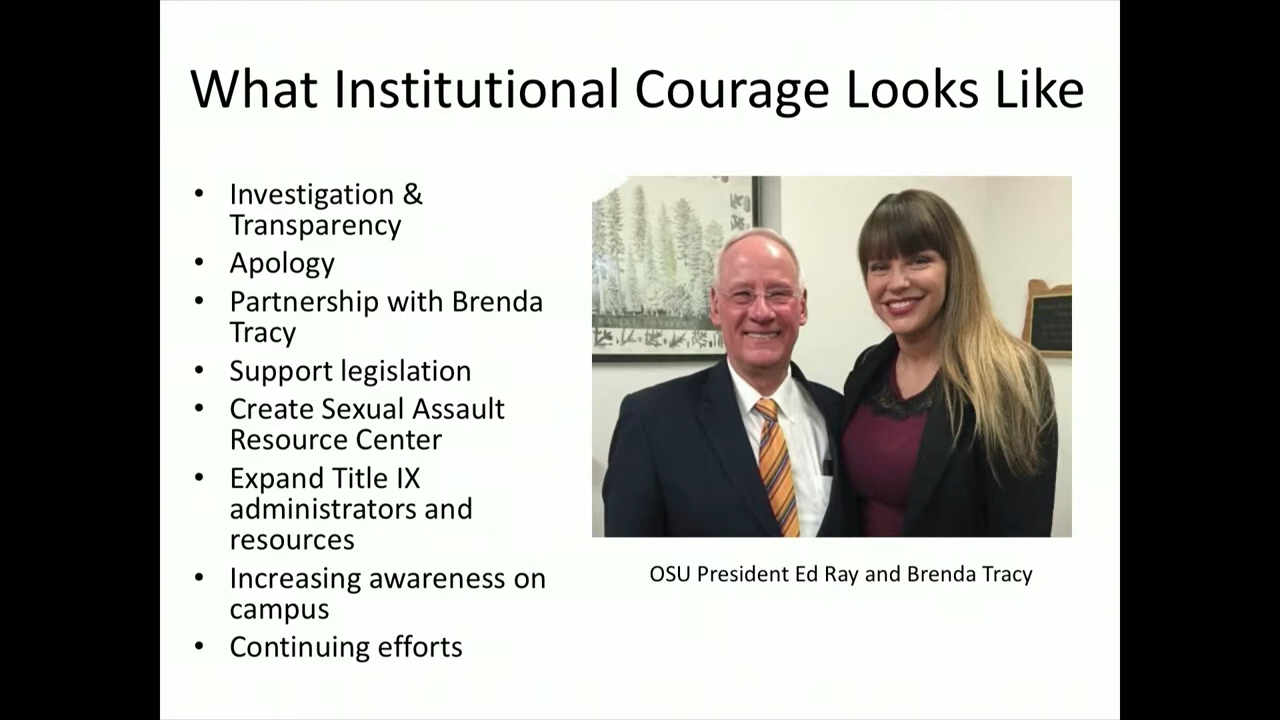 What Institutional Courage Looks Like
• Investigation &
Transparency
• Apology
• Partnership with Brenda
Tracy
• Support legislation
• Create Sexual Assault
Resource Center
• Expand Title IX
administrators and
resources
• Increasing awareness on
campus
• Continuing efforts
OSU President Ed Ray and Brenda Tracy